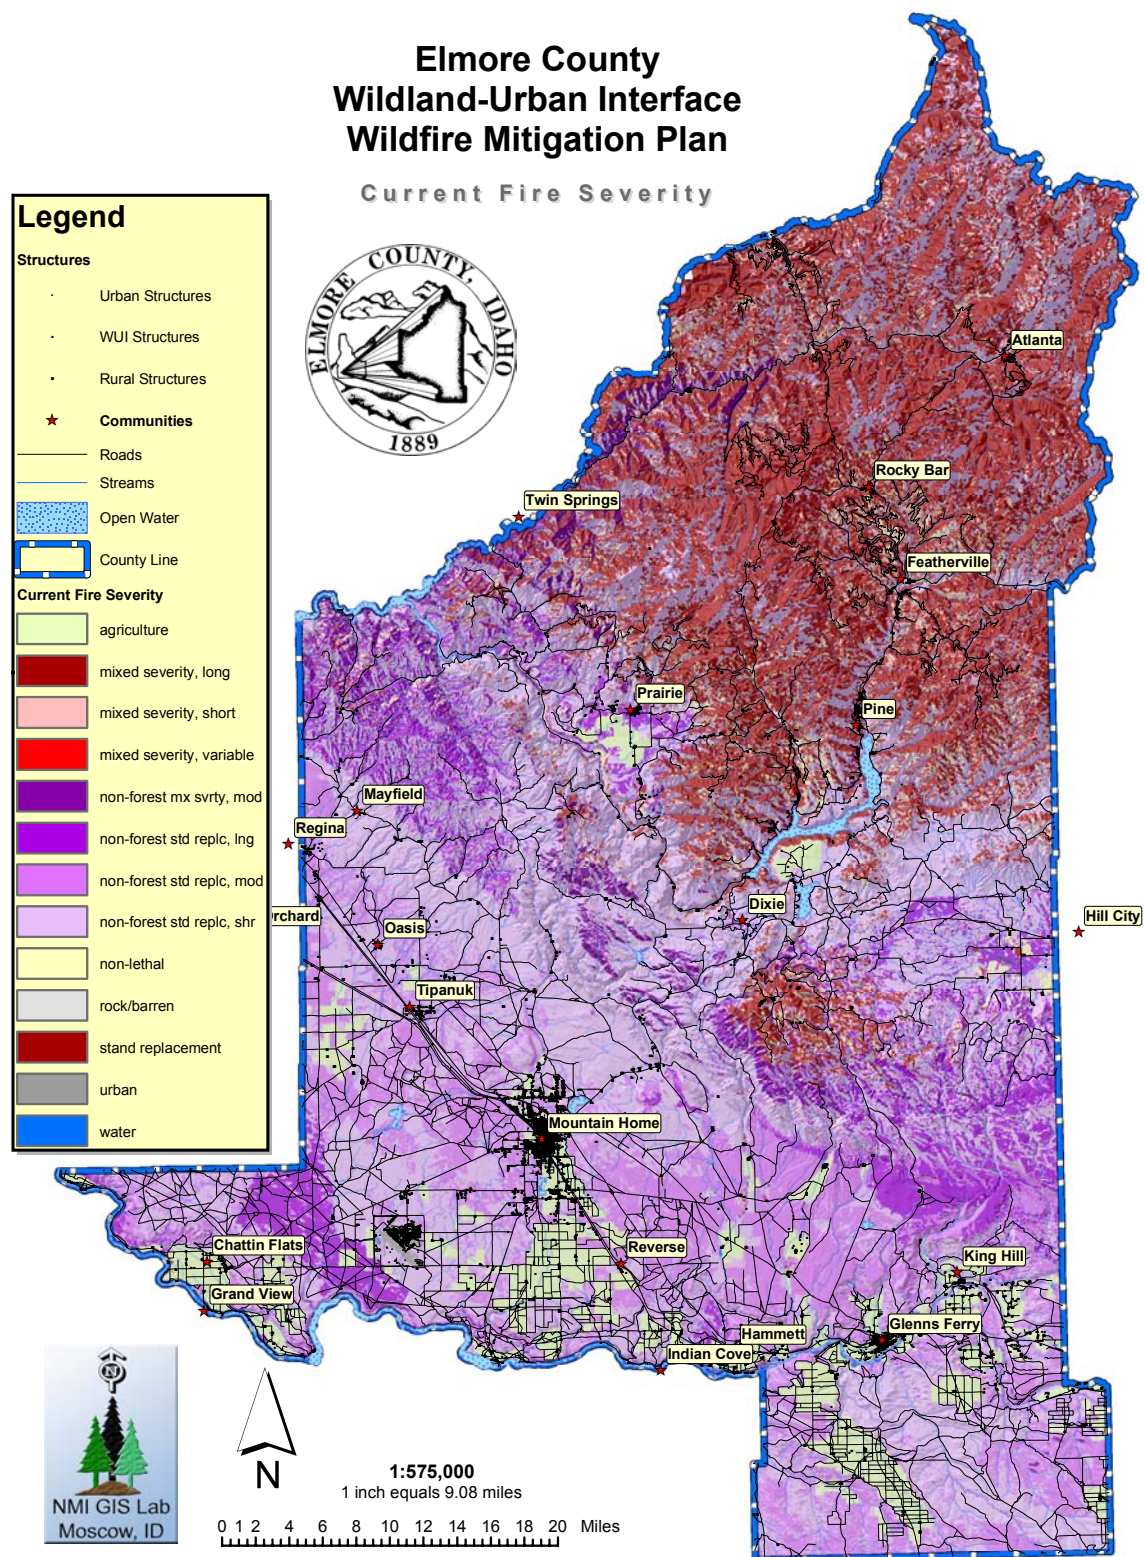 Elmore County
Wildland-Urban Interface
Wildfire Mitigation Plan
Current Fire Severity
ELMORE COUNTY, IDAHO
1889
Legend
Structures
Urban Structures
WUI Structures
Rural Structures
Communities
Roads
Streams
Open Water
County Line
Current Fire Severity
agriculture
mixed severity, long
mixed severity, short
mixed severity, variable
non-forest mx svrty, mod
non-forest std replc, lng
non-forest std replc, mod
non-forest std replc, shr
non-lethal
rock/barren
stand replacement
urban
water
Atlanta
Rocky Bar
Twin Springs
Featherville
Prairie
Pine
Mayfield
Regina
Dixie
rchard
Hill City
Oasis
Tipanuk
Mountain Home
Chattin Flats
Reverse
King Hill
Grand View
Glenns Ferry
Hammett
Indian Cove
N
NMI GIS Lab
Moscow, ID
N
1:575,000
1 inch equals 9.08 miles
0 1 2 4 6 8 10 12 14 16 18 20 Miles